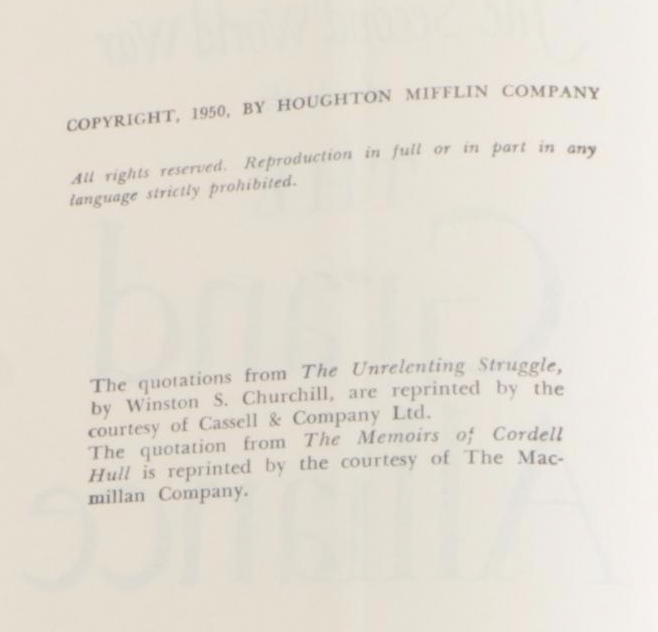 COPYRIGHT, 1950, BY HOUGHTON MIFFLIN COMPANY
All rights reserved. Reproduction in full or in part in any
language strictly prohibited.
The quotations from The Unrelenting Struggle,
by Winston S. Churchill, are reprinted by the
courtesy of Cassell & Company Ltd.
The quotation from The Memoirs of Cordell
Hull is reprinted by the courtesy of The Mac-
millan Company.